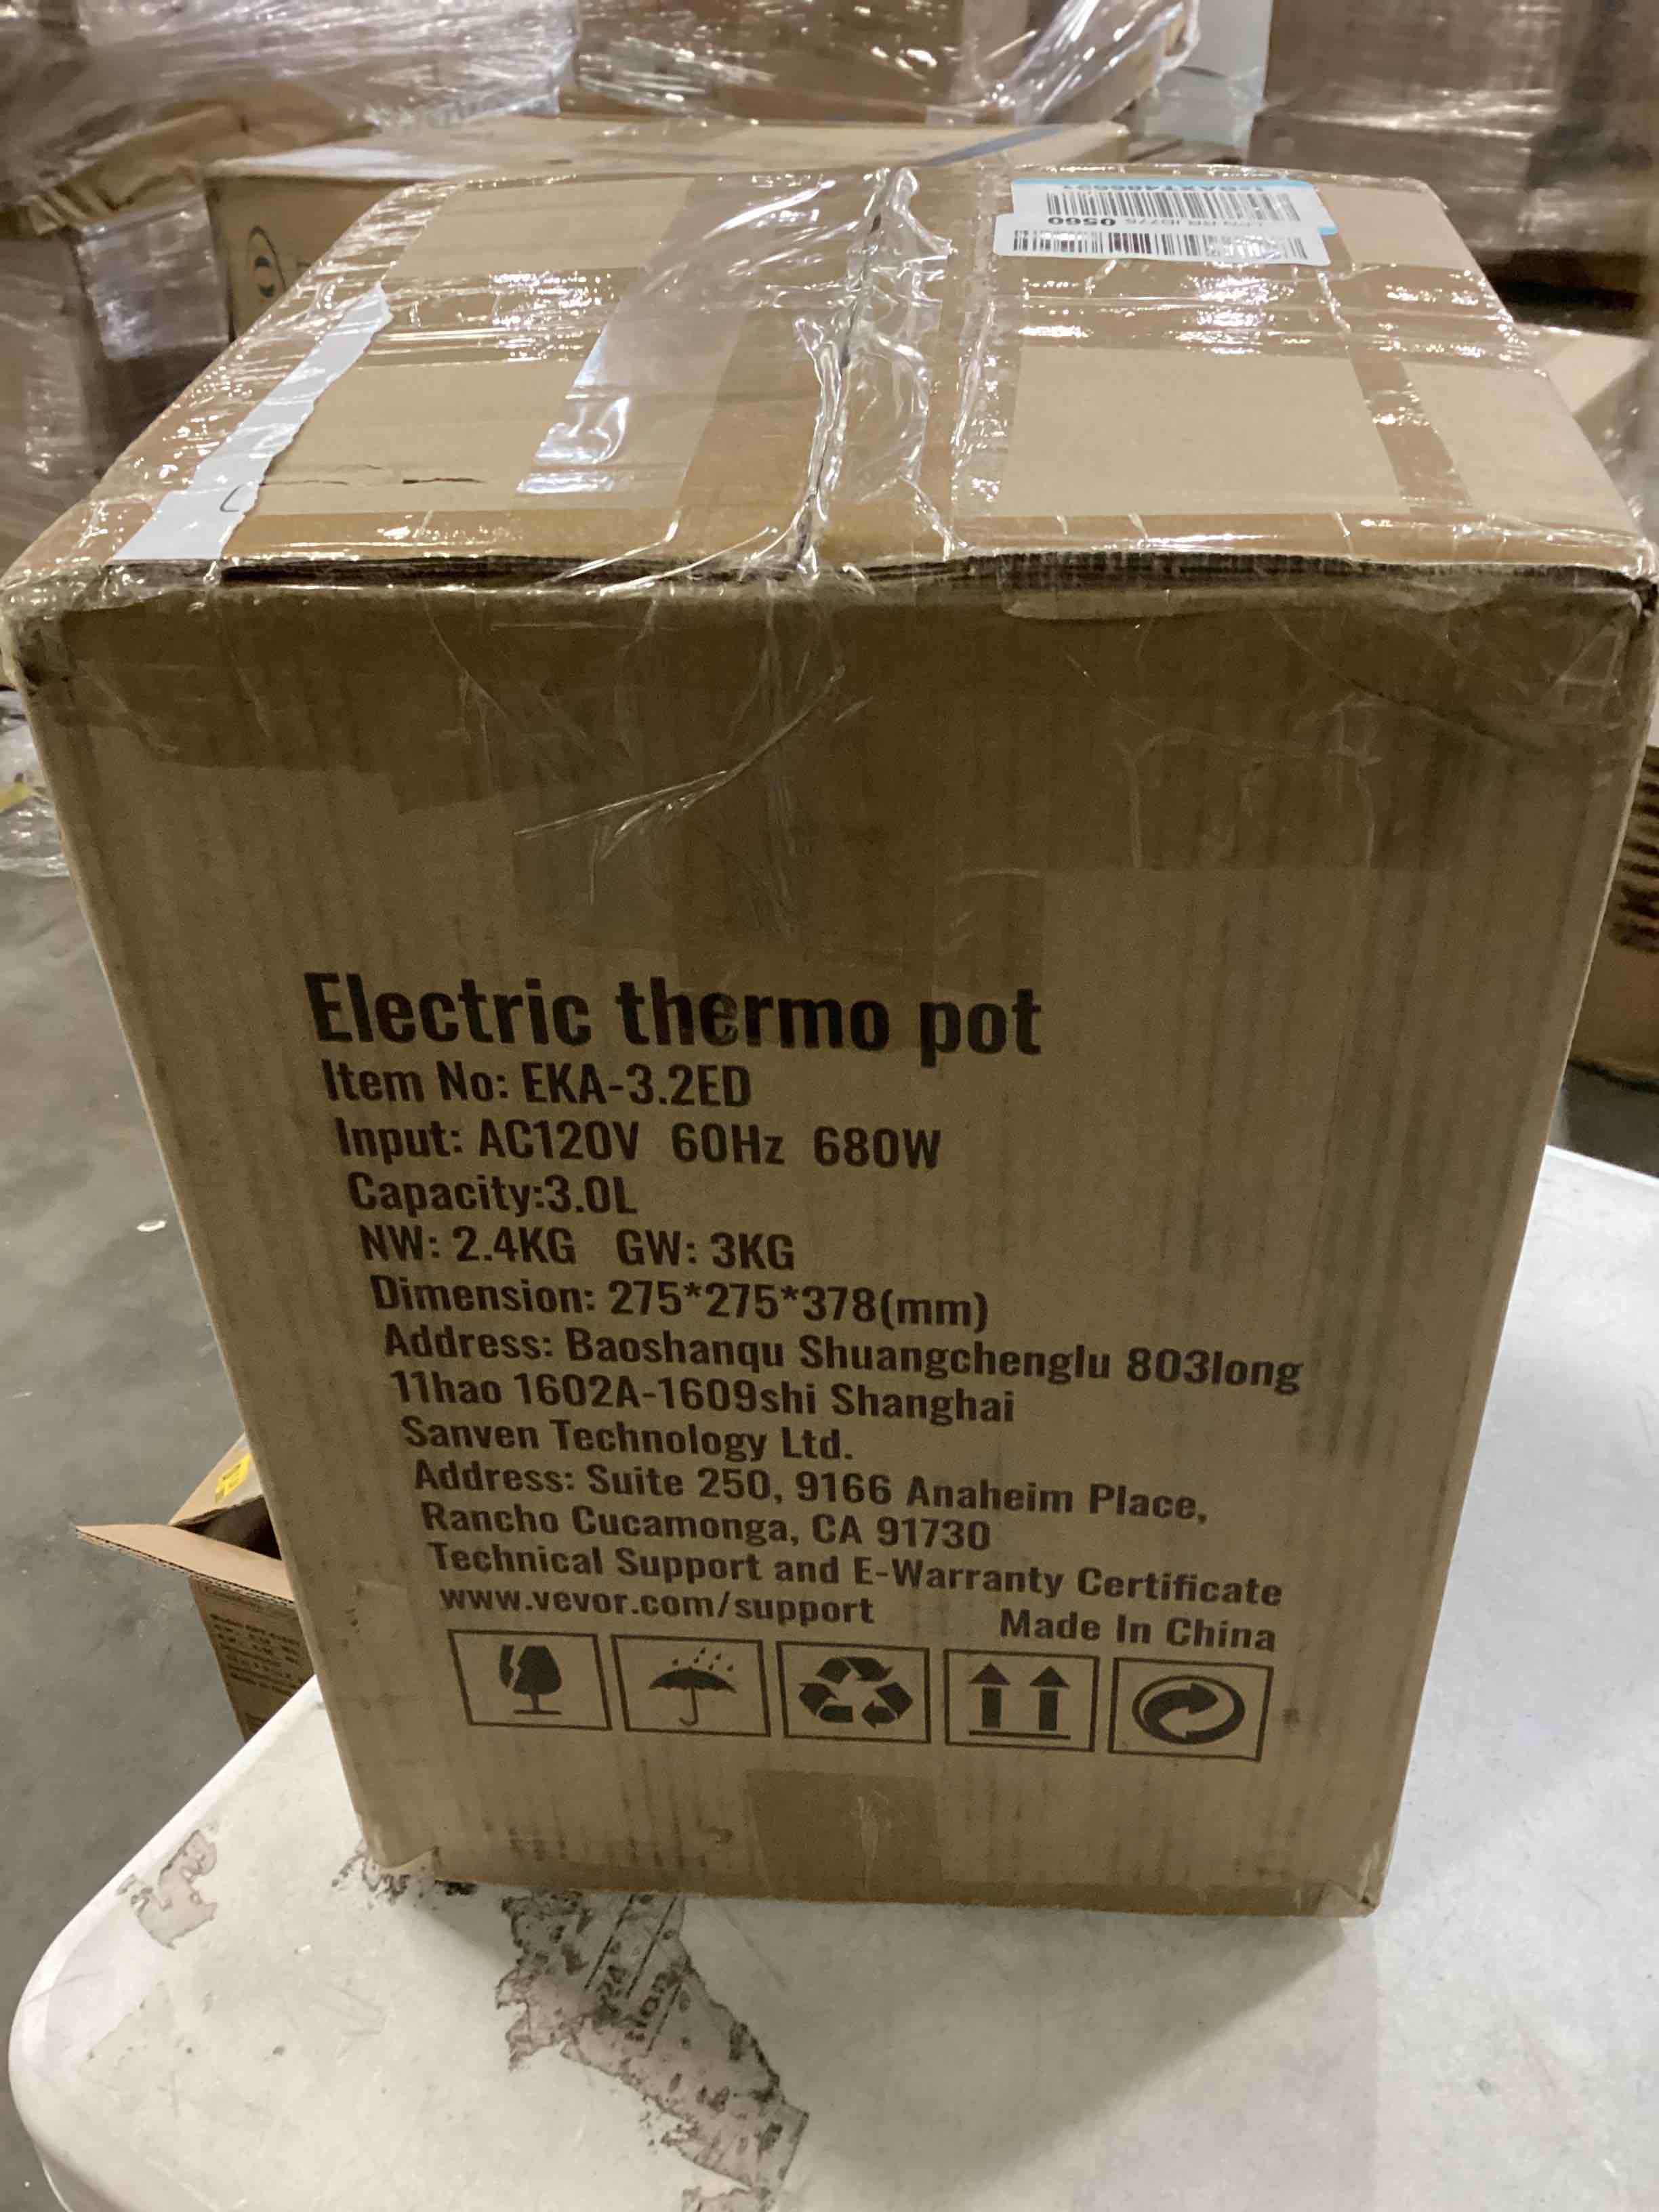 0560
Electric thermo pot
Item No: EKA-3.2ED
Input: AC120V 60Hz 680W
Capacity:3.0L
NW: 2.4KG GW: 3KG
Dimension: 275*275*378(mm)
Address: Baoshanqu Shuangchenglu 803long
11hao 1602A-1609shi Shanghai
Sanven Technology Ltd.
Address: Suite 250, 9166 Anaheim Place,
Rancho Cucamonga, CA 91730
Technical Support and E-Warranty Certificate
www.vevor.com/support Made In China